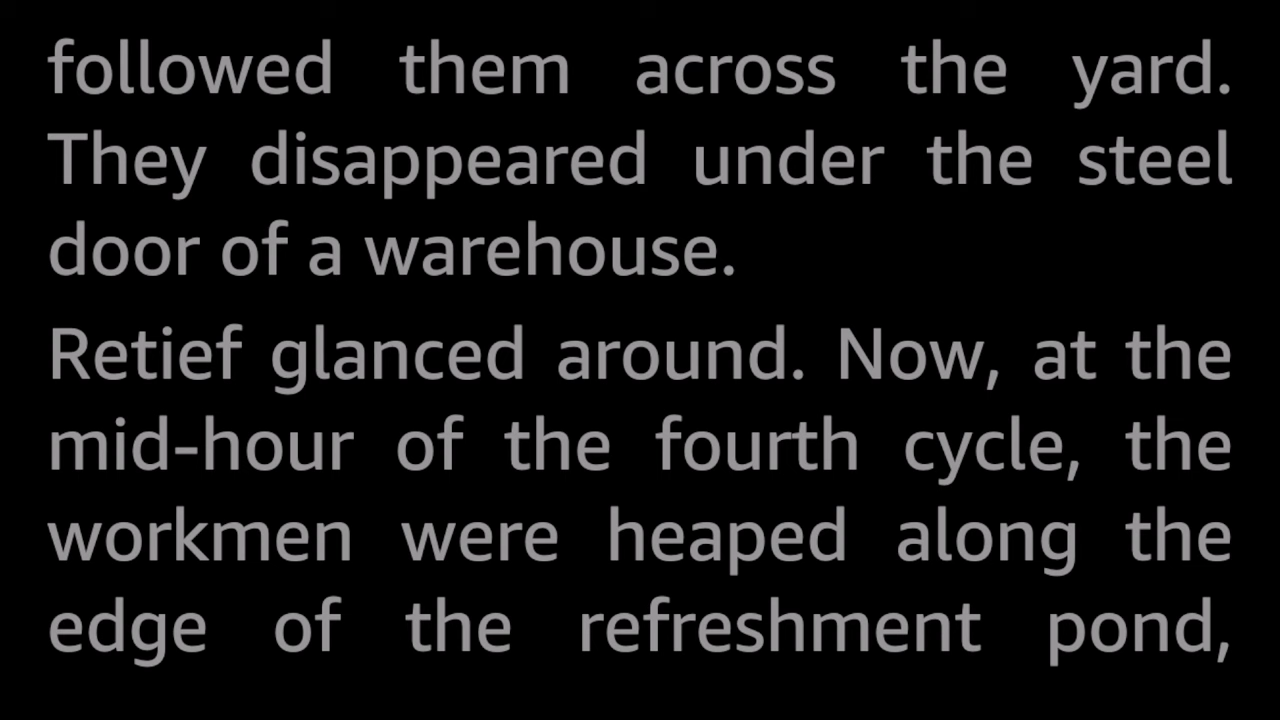 followed them across the yard.
They disappeared under the steel
door of a warehouse.
Retief glanced around. Now, at the
mid-hour of the fourth cycle, the
workmen were heaped along the
edge of the refreshment pond,